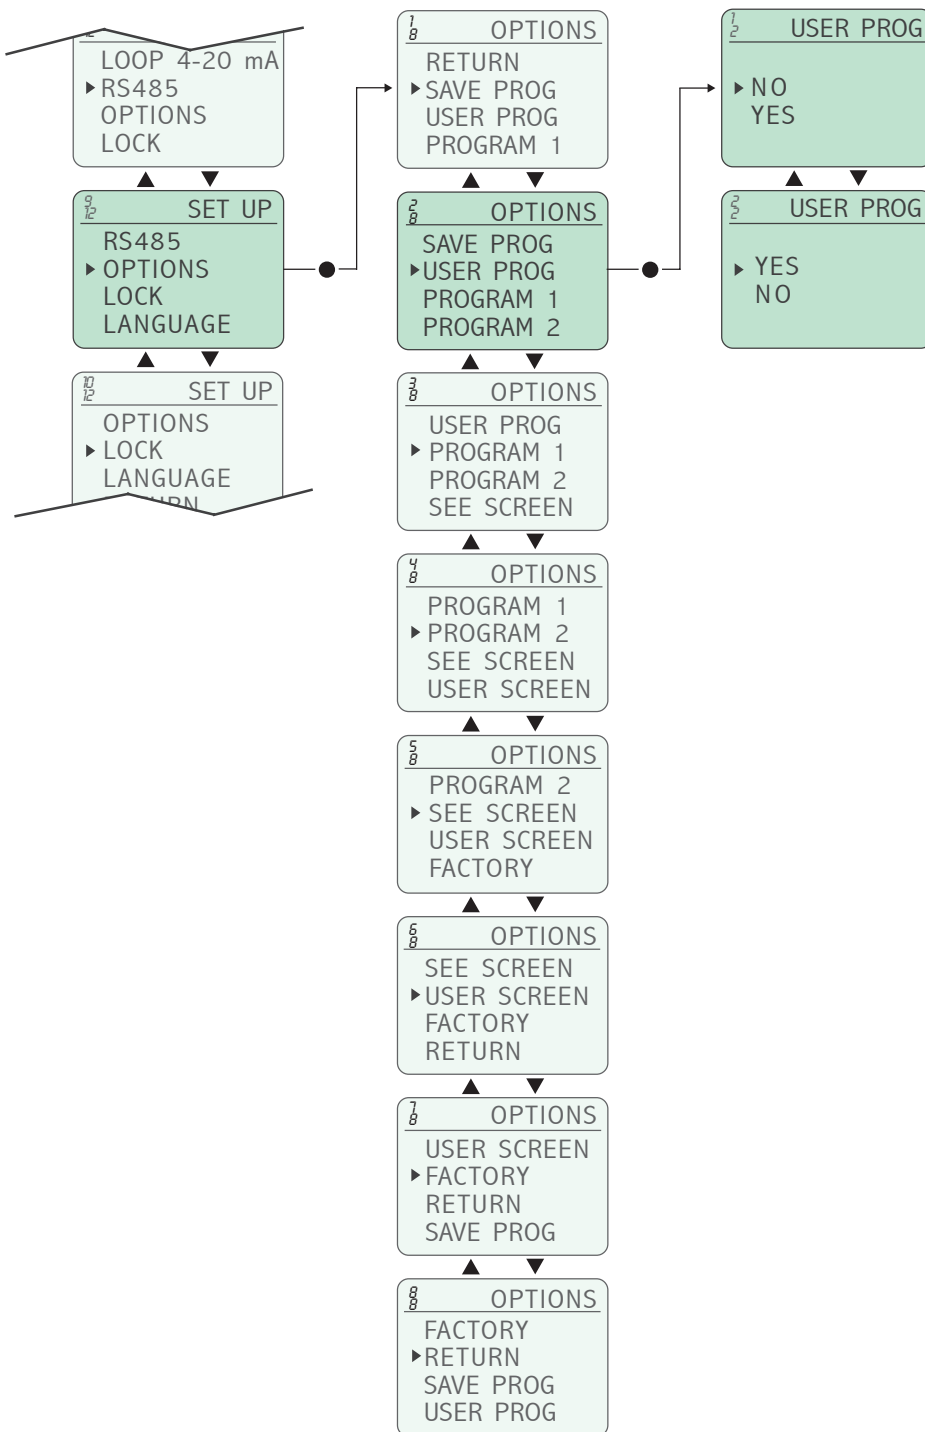 LOOP 4-20 mA
RS485
OPTIONS
LOCK
9/12 SET UP
RS485
OPTIONS
LOCK
LANGUAGE
10/12 SET UP
OPTIONS
LOCK
LANGUAGE
1/8 OPTIONS
RETURN
SAVE PROG
USER PROG
PROGRAM 1
2/8 OPTIONS
SAVE PROG
USER PROG
PROGRAM 1
PROGRAM 2
3/8 OPTIONS
USER PROG
PROGRAM 1
PROGRAM 2
SEE SCREEN
4/8 OPTIONS
PROGRAM 1
PROGRAM 2
SEE SCREEN
USER SCREEN
5/8 OPTIONS
PROGRAM 2
SEE SCREEN
USER SCREEN
FACTORY
6/8 OPTIONS
SEE SCREEN
USER SCREEN
FACTORY
RETURN
7/8 OPTIONS
USER SCREEN
FACTORY
RETURN
SAVE PROG
8/8 OPTIONS
FACTORY
RETURN
SAVE PROG
USER PROG
1/2 USER PROG
NO
YES
2/2 USER PROG
YES
NO